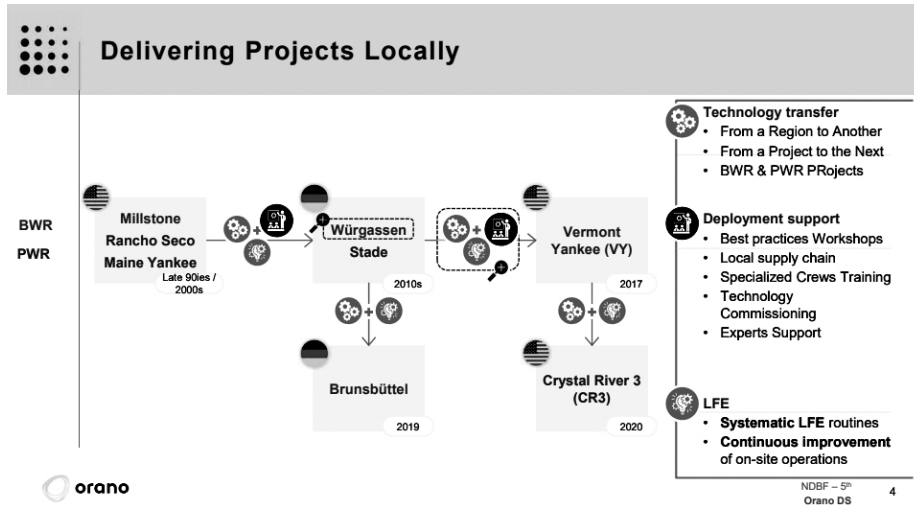 Delivering Projects Locally
BWR
PWR
Millstone
Rancho Seco
Maine Yankee
Late 90ies /
2000s
+
Würgassen
Stade
2010s
+
Vermont
Yankee (VY)
2017
+
Brunsbüttel
2019
+
Crystal River 3
(CR3)
2020
Technology transfer
• From a Region to Another
• From a Project to the Next
• BWR & PWR PRojects
Deployment support
• Best practices Workshops
• Local supply chain
• Specialized Crews Training
• Technology
Commissioning
• Experts Support
LFE
• Systematic LFE routines
• Continuous improvement
of on-site operations
orano
NDBF – 5th
Orano DS
4